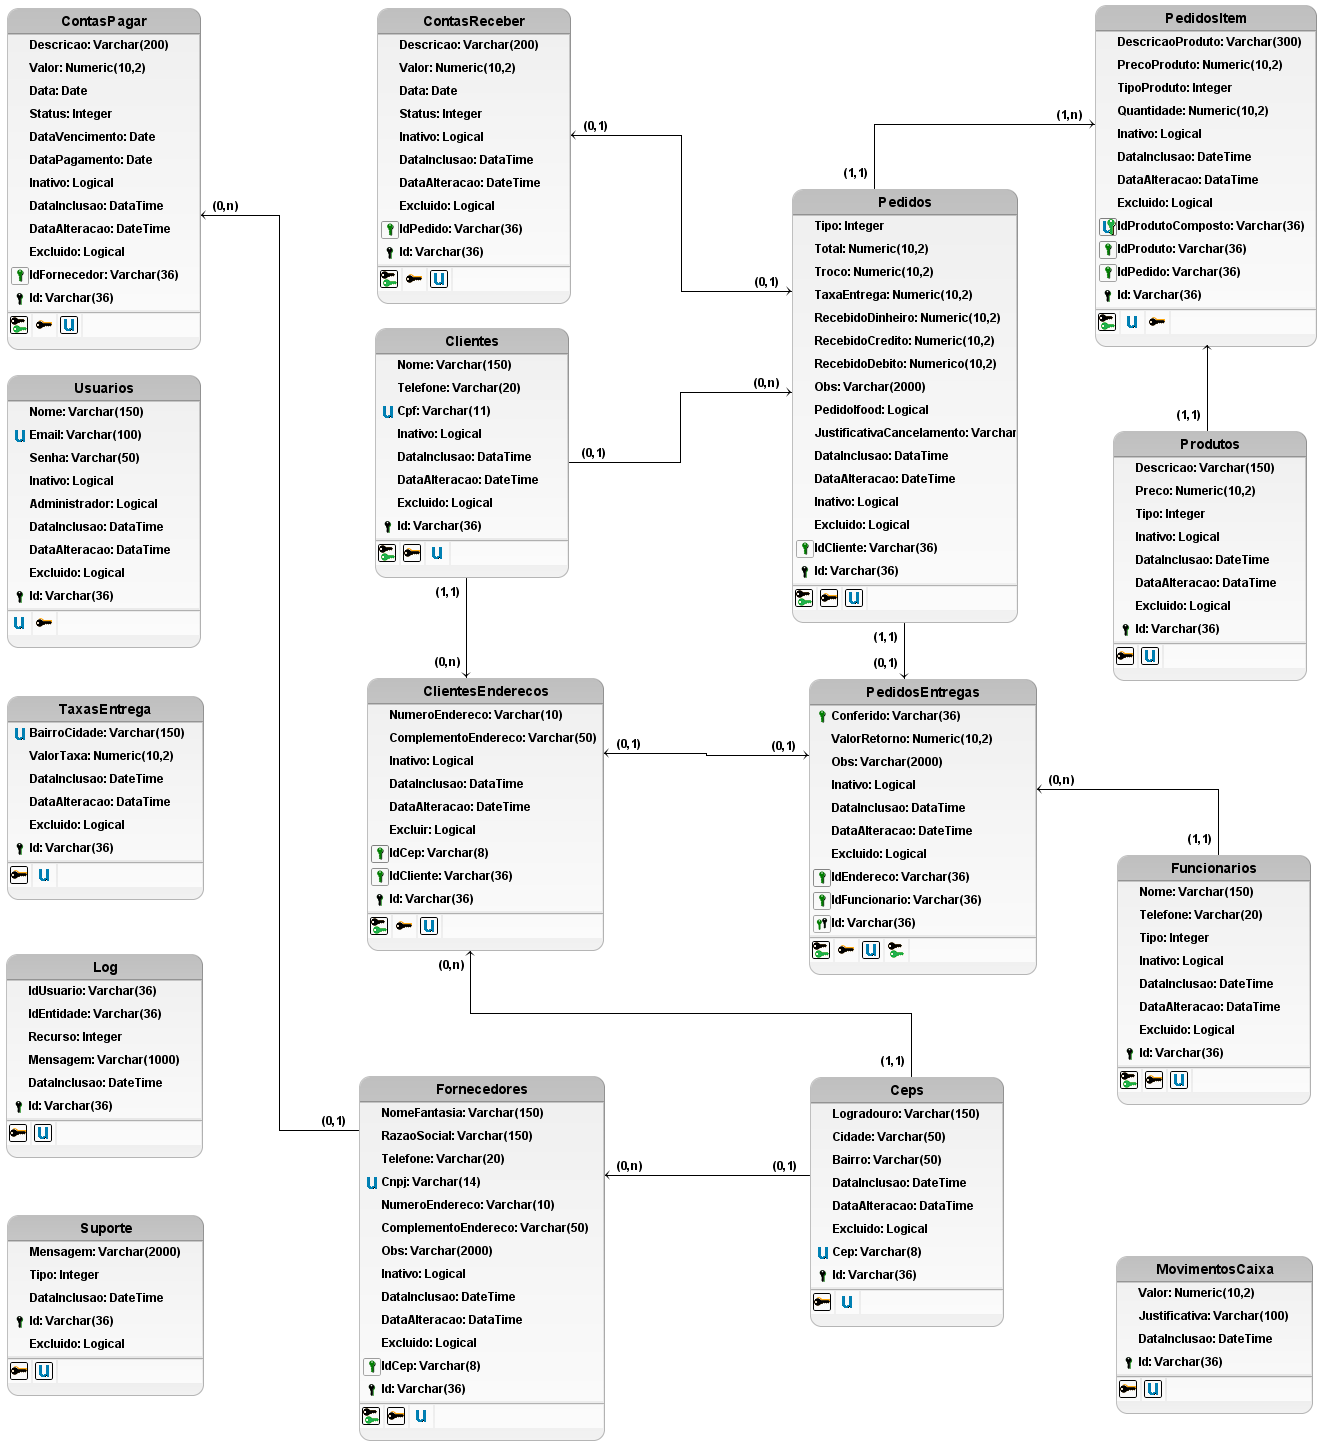 ContasPagar
Descricao: Varchar(200)
Valor: Numeric(10,2)
Data: Date
Status: Integer
DataVencimento: Date
DataPagamento: Date
Inativo: Logical
DataInclusao: DataTime
DataAlteracao: DateTime
Excluido: Logical
IdFornecedor: Varchar(36)
Id: Varchar(36)
(0,n)
ContasReceber
Descricao: Varchar(200)
Valor: Numeric(10,2)
Data: Date
Status: Integer
Inativo: Logical
DataInclusao: DataTime
DataAlteracao: DateTime
Excluido: Logical
IdPedido: Varchar(36)
Id: Varchar(36)
U
(0,1)
(0,1)
PedidosItem
DescricaoProduto: Varchar(300)
PrecoProduto: Numeric(10,2)
TipoProduto: Integer
Quantidade: Numeric(10,2)
Inativo: Logical
DataInclusao: DateTime
DataAlteracao: DataTime
Excluido: Logical
U IdProdutoComposto: Varchar(36)
IdProduto: Varchar(36)
IdPedido: Varchar(36)
Id: Varchar(36)
U
(1,n)
(1,1)
Pedidos
Tipo: Integer
Total: Numeric(10,2)
Troco: Numeric(10,2)
TaxaEntrega: Numeric(10,2)
RecebidoDinheiro: Numeric(10,2)
RecebidoCredito: Numeric(10,2)
RecebidoDebito: Numerico(10,2)
Obs: Varchar(2000)
PedidoIfood: Logical
JustificativaCancelamento: Varchar
DataInclusao: DataTime
DataAlteracao: DateTime
Inativo: Logical
Excluido: Logical
IdCliente: Varchar(36)
Id: Varchar(36)
U
U
Clientes
Nome: Varchar(150)
Telefone: Varchar(20)
U Cpf: Varchar(11)
Inativo: Logical
DataInclusao: DataTime
DataAlteracao: DateTime
Excluido: Logical
Id: Varchar(36)
U
(0,1)
(0,n)
Usuarios
Nome: Varchar(150)
U Email: Varchar(100)
Senha: Varchar(50)
Inativo: Logical
Administrador: Logical
DataInclusao: DataTime
DataAlteracao: DataTime
Excluido: Logical
Id: Varchar(36)
U
(1,1)
Produtos
Descricao: Varchar(150)
Preco: Numeric(10,2)
Tipo: Integer
Inativo: Logical
DataInclusao: DateTime
DataAlteracao: DataTime
Excluido: Logical
Id: Varchar(36)
U
(1,1)
(0,n)
(1,1)
(0,1)
ClientesEnderecos
NumeroEndereco: Varchar(10)
ComplementoEndereco: Varchar(50)
Inativo: Logical
DataInclusao: DataTime
DataAlteracao: DateTime
Excluir: Logical
IdCep: Varchar(8)
IdCliente: Varchar(36)
Id: Varchar(36)
U
(0,1)
(0,1)
PedidosEntregas
Conferido: Varchar(36)
ValorRetorno: Numeric(10,2)
Obs: Varchar(2000)
Inativo: Logical
DataInclusao: DataTime
DataAlteracao: DateTime
Excluido: Logical
IdEndereco: Varchar(36)
IdFuncionario: Varchar(36)
Id: Varchar(36)
U
(0,n)
(1,1)
TaxasEntrega
U BairroCidade: Varchar(150)
ValorTaxa: Numeric(10,2)
DataInclusao: DateTime
DataAlteracao: DataTime
Excluido: Logical
Id: Varchar(36)
U
Funcionarios
Nome: Varchar(150)
Telefone: Varchar(20)
Tipo: Integer
Inativo: Logical
DataInclusao: DateTime
DataAlteracao: DataTime
Excluido: Logical
Id: Varchar(36)
U
Log
IdUsuario: Varchar(36)
IdEntidade: Varchar(36)
Recurso: Integer
Mensagem: Varchar(1000)
DataInclusao: DateTime
Id: Varchar(36)
U
(0,n)
(1,1)
Fornecedores
NomeFantasia: Varchar(150)
RazaoSocial: Varchar(150)
Telefone: Varchar(20)
U Cnpj: Varchar(14)
NumeroEndereco: Varchar(10)
ComplementoEndereco: Varchar(50)
Obs: Varchar(2000)
Inativo: Logical
DataInclusao: DateTime
DataAlteracao: DataTime
Excluido: Logical
IdCep: Varchar(8)
Id: Varchar(36)
U
(0,1)
(0,n)
(0,1)
Ceps
Logradouro: Varchar(150)
Cidade: Varchar(50)
Bairro: Varchar(50)
DataInclusao: DateTime
DataAlteracao: DataTime
Excluido: Logical
U Cep: Varchar(8)
Id: Varchar(36)
U
Suporte
Mensagem: Varchar(2000)
Tipo: Integer
DataInclusao: DateTime
Id: Varchar(36)
Excluido: Logical
U
MovimentosCaixa
Valor: Numeric(10,2)
Justificativa: Varchar(100)
DataInclusao: DateTime
Id: Varchar(36)
U